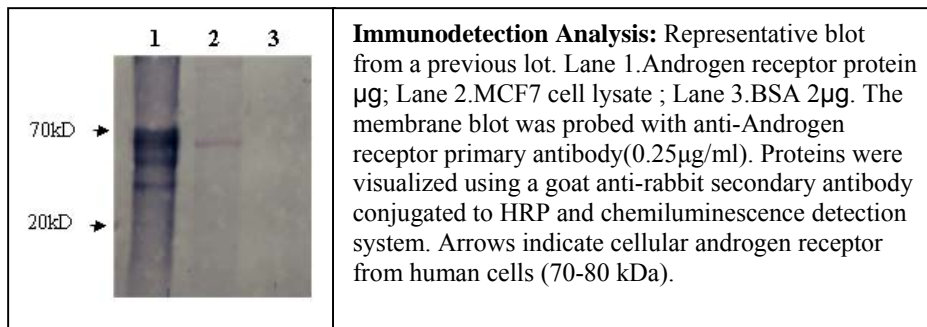 1 2 3
70kD
20kD
Immunodetection Analysis: Representative blot
from a previous lot. Lane 1.Androgen receptor protein
µg; Lane 2.MCF7 cell lysate ; Lane 3.BSA 2µg. The
membrane blot was probed with anti-Androgen
receptor primary antibody(0.25µg/ml). Proteins were
visualized using a goat anti-rabbit secondary antibody
conjugated to HRP and chemiluminescence detection
system. Arrows indicate cellular androgen receptor
from human cells (70-80 kDa).